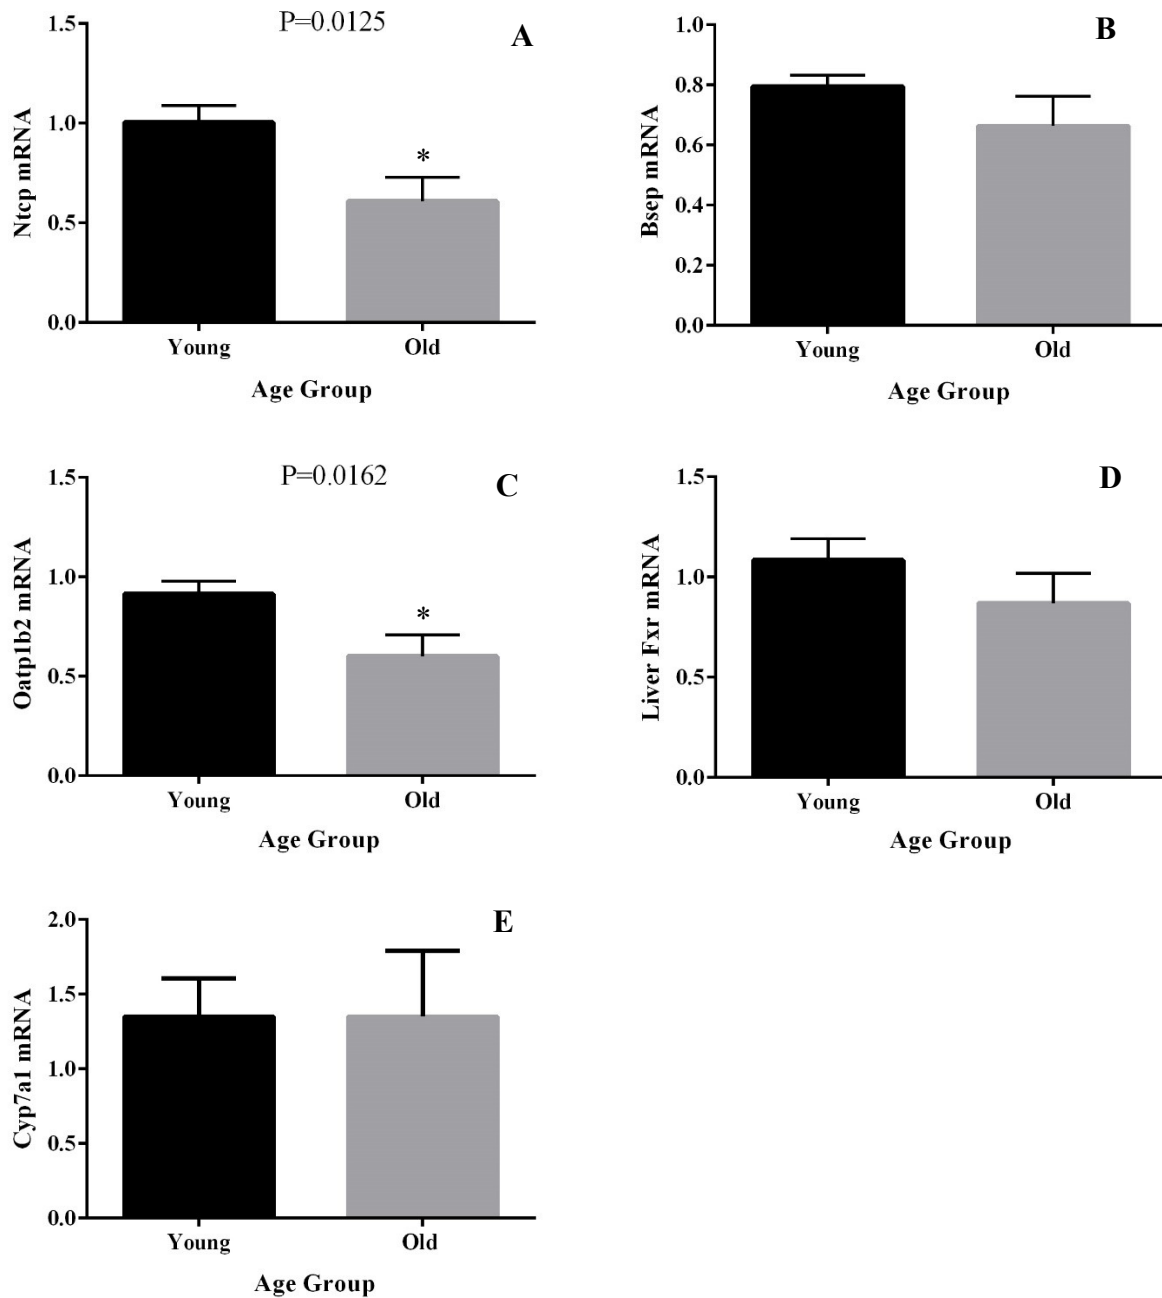 P=0.0125
A
Ntcp mRNA
1.5
1.0
0.5
0.0
*
Young
Old
Age Group
B
Bsep mRNA
1.0
0.8
0.6
0.4
0.2
0.0
Young
Old
Age Group
P=0.0162
C
Oatp1b2 mRNA
1.5
1.0
0.5
0.0
*
Young
Old
Age Group
D
Liver Fxr mRNA
1.5
1.0
0.5
0.0
Young
Old
Age Group
E
Cyp7a1 mRNA
2.0
1.5
1.0
0.5
0.0
Young
Old
Age Group